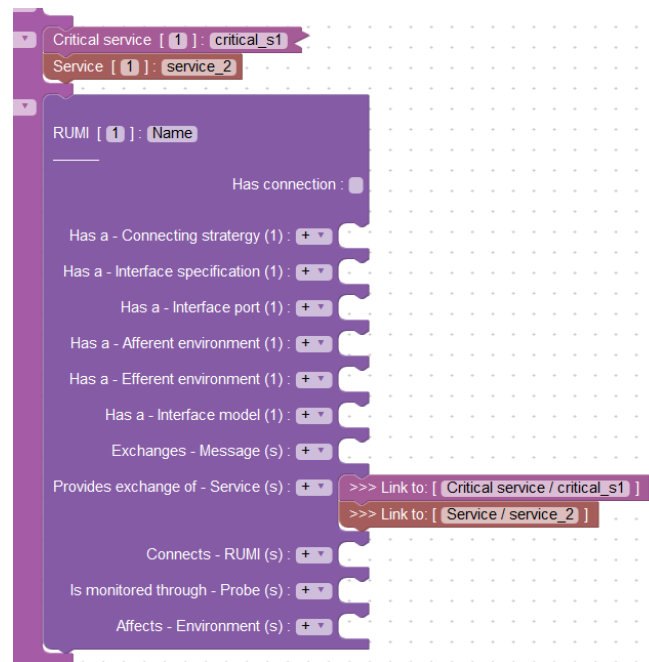 Critical service [ 1 ] : critical_s1
Service [ 1 ] : service_2
RUMI [ 1 ] : Name
Has connection :
Has a - Connecting stratergy (1) : +
Has a - Interface specification (1) : +
Has a - Interface port (1) : +
Has a - Afferent environment (1) : +
Has a - Efferent environment (1) : +
Has a - Interface model (1) : +
Exchanges - Message (s) : +
Provides exchange of - Service (s) : + >>> Link to: [ Critical service / critical_s1 ]
>>> Link to: [ Service / service_2 ]
Connects - RUMI (s) : +
Is monitored through - Probe (s) : +
Affects - Environment (s) : +